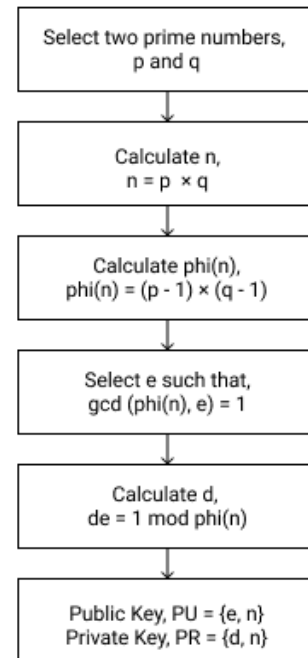 Select two prime numbers,
p and q
Calculate n,
n = p × q
Calculate phi(n),
phi(n) = (p - 1) × (q - 1)
Select e such that,
gcd (phi(n), e) = 1
Calculate d,
de = 1 mod phi(n)
Public Key, PU = {e, n}
Private Key, PR = {d, n}